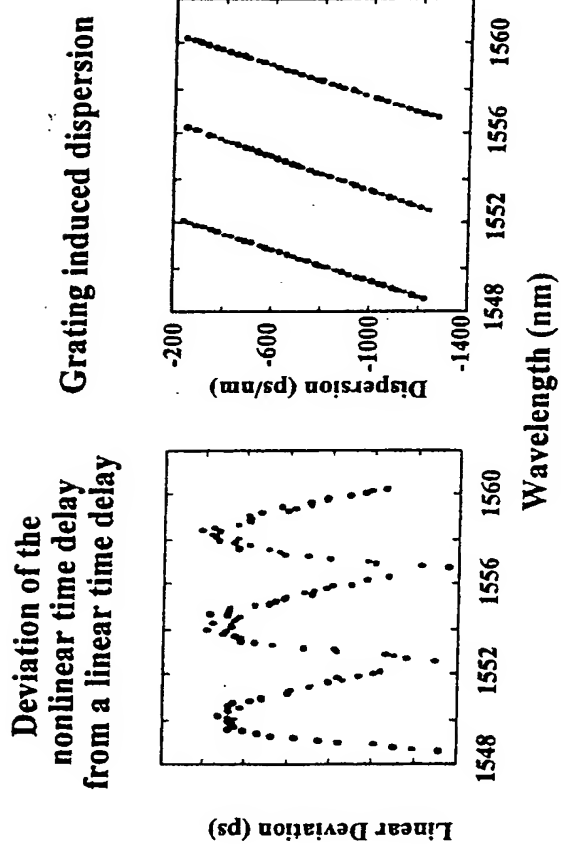 Deviation of the
nonlinear time delay
from a linear time delay
Linear Deviation (ps)
1548
1552
1556
1560
Grating induced dispersion
Dispersion (ps/nm)
-200
-600
-1000
-1400
1548
1552
1556
1560
Wavelength (nm)